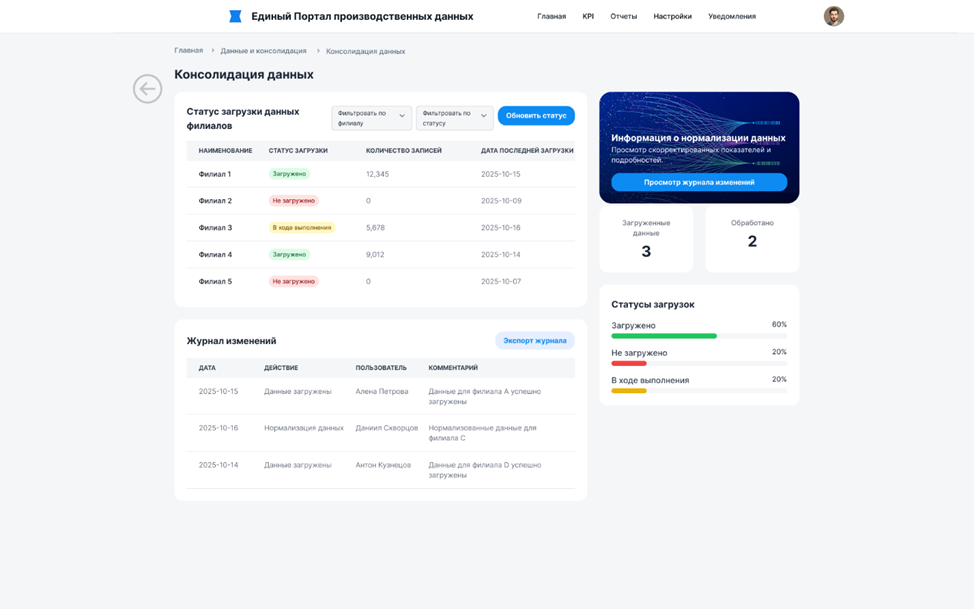 Единый Портал производственных данных
Главная KPI Отчеты Настройки Уведомления
Главная > Данные и консолидация > Консолидация данных
Консолидация данных
Статус загрузки данных
филиалов
Фильтровать по
филиалу
Фильтровать по
статусу
Обновить статус
НАИМЕНОВАНИЕ СТАТУС ЗАГРУЗКИ КОЛИЧЕСТВО ЗАПИСЕЙ ДАТА ПОСЛЕДНЕЙ ЗАГРУЗКИ
Филиал 1 Загружено 12,345 2025-10-15
Филиал 2 Не загружено 0 2025-10-09
Филиал 3 В ходе выполнения 5,678 2025-10-16
Филиал 4 Загружено 9,012 2025-10-14
Филиал 5 Не загружено 0 2025-10-07
Журнал изменений
Экспорт журнала
ДАТА ДЕЙСТВИЕ ПОЛЬЗОВАТЕЛЬ КОММЕНТАРИЙ
2025-10-15 Данные загружены Алена Петрова Данные для филиала A успешно
загружены
2025-10-16 Нормализация данных Даниил Скворцов Нормализованные данные для
филиала C
2025-10-14 Данные загружены Антон Кузнецов Данные для филиала D успешно
загружены
Информация о нормализации данных
Просмотр скорректированных показателей и
подробностей.
Просмотр журнала изменений
Загруженные
данные
3
Обработано
2
Статусы загрузок
Загружено 60%
Не загружено 20%
В ходе выполнения 20%